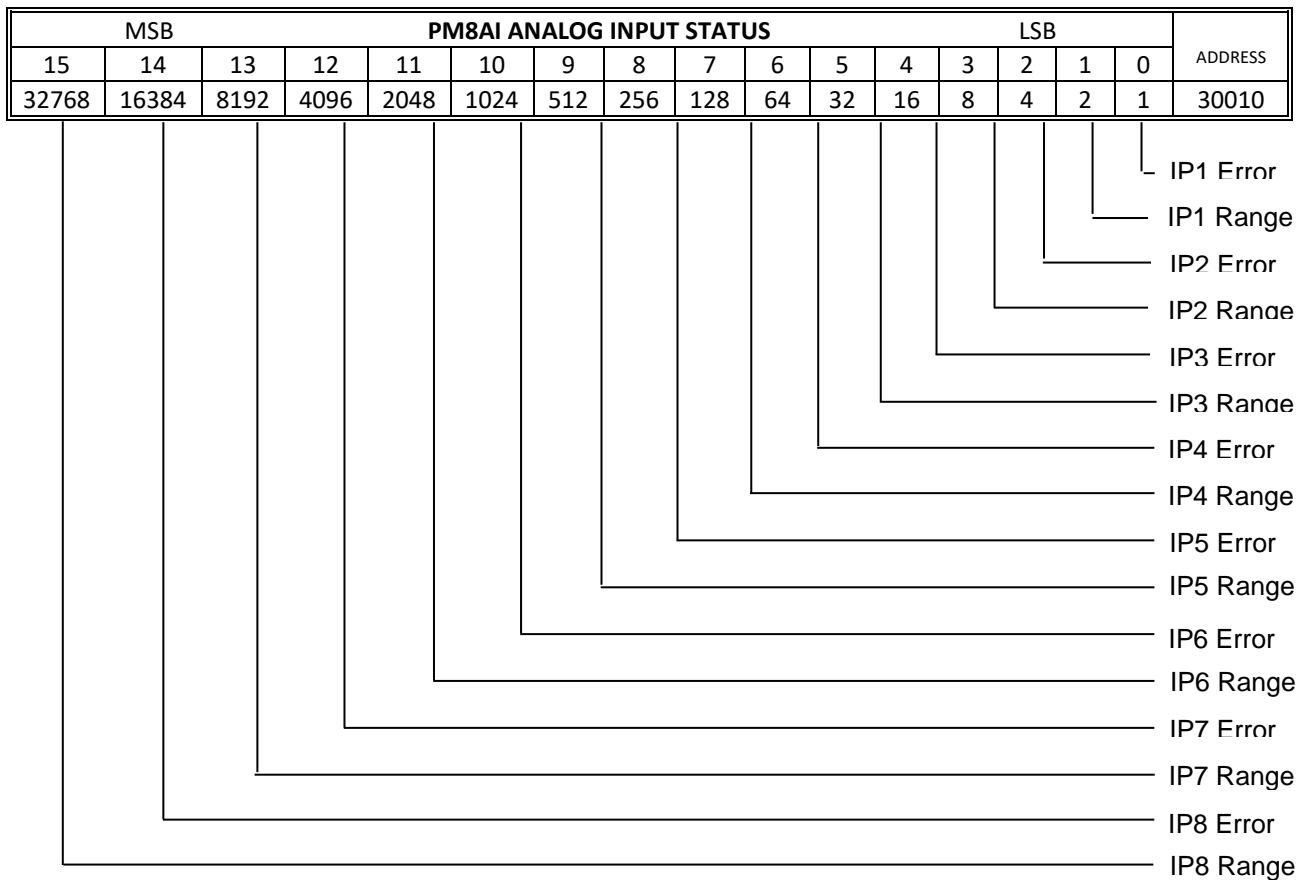 MSB PM8AI ANALOG INPUT STATUS LSB ADDRESS
15 14 13 12 11 10 9 8 7 6 5 4 3 2 1 0
32768 16384 8192 4096 2048 1024 512 256 128 64 32 16 8 4 2 1 30010
IP1 Error
IP1 Range
IP2 Error
IP2 Range
IP3 Error
IP3 Range
IP4 Error
IP4 Range
IP5 Error
IP5 Range
IP6 Error
IP6 Range
IP7 Error
IP7 Range
IP8 Error
IP8 Range